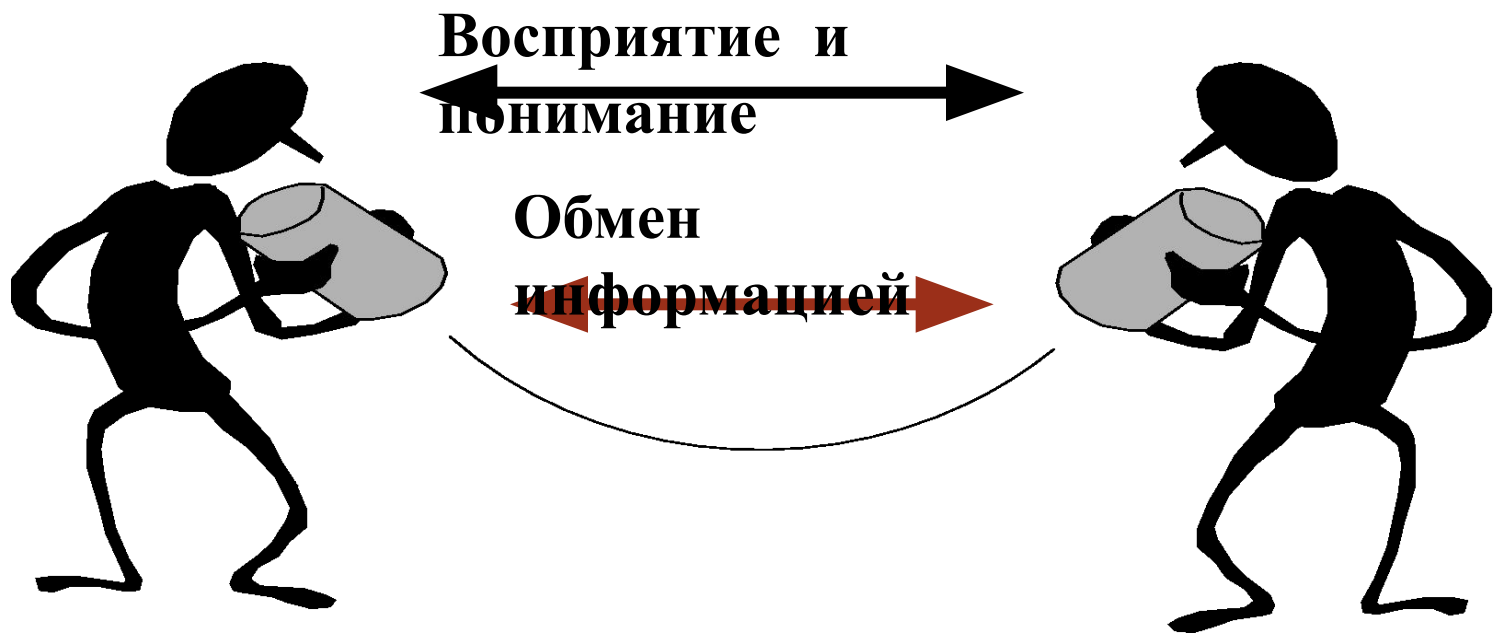 Восприятие и
понимание
Обмен
информацией